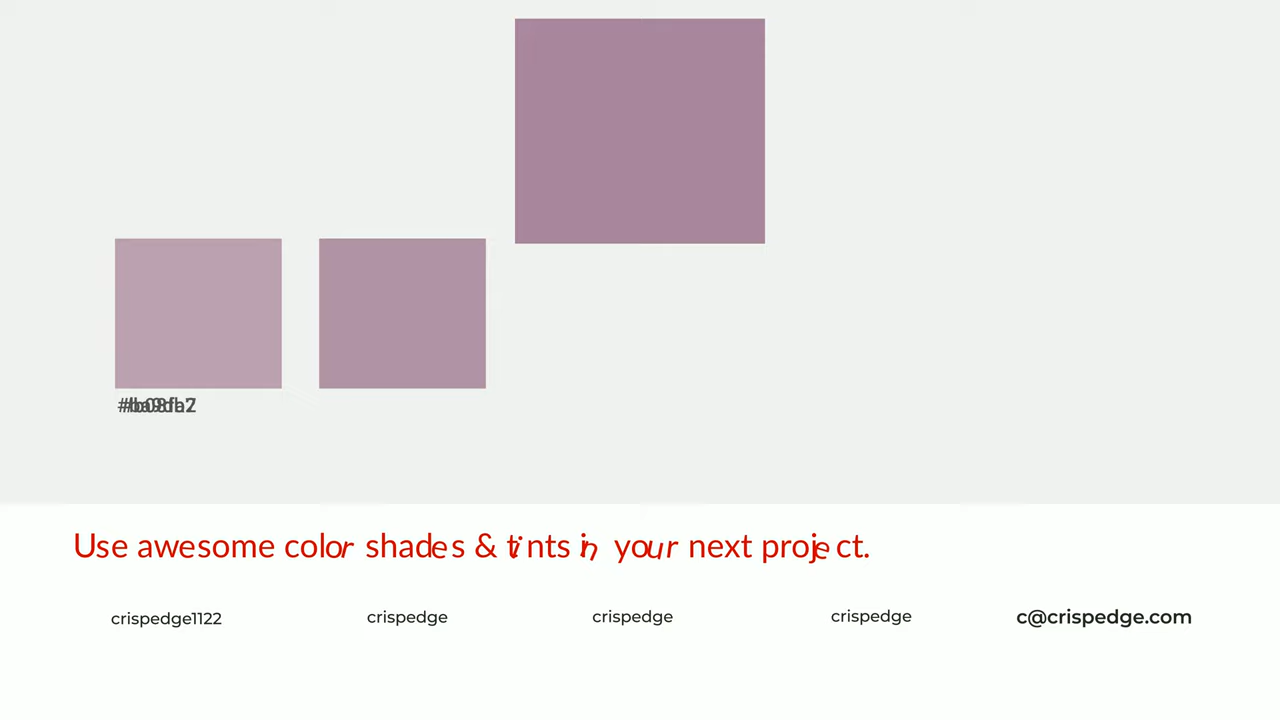 Use awesome color shades & tints in your next project.
crispedge1122 crispedge crispedge crispedge c@crispedge.com